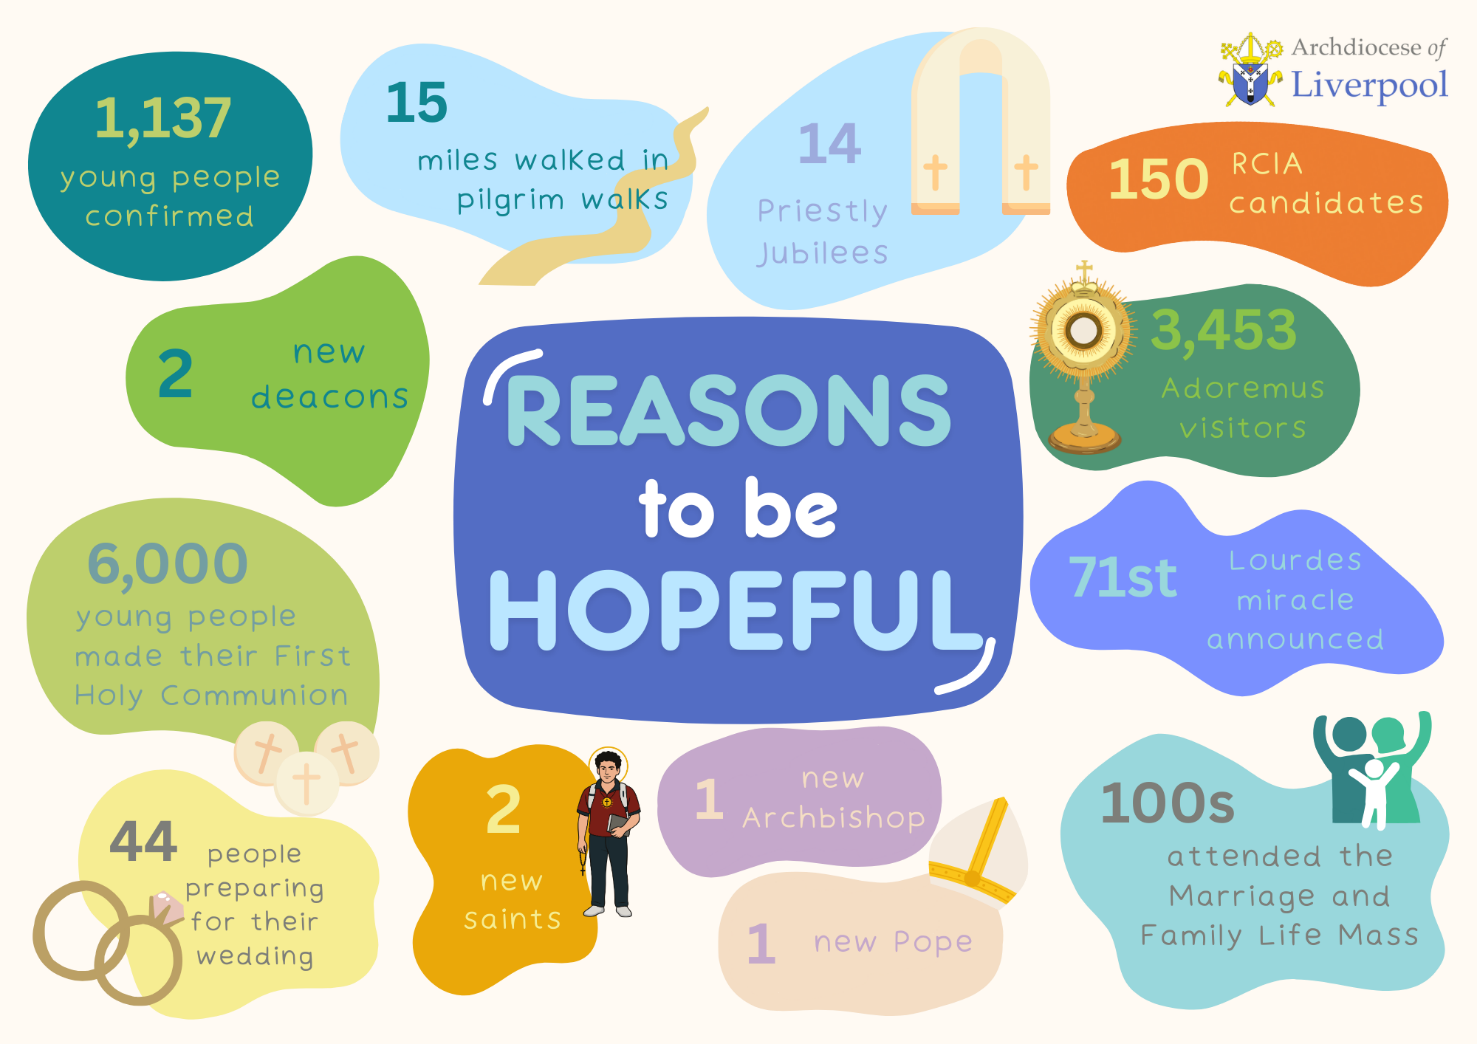 Archdiocese of
Liverpool
1,137
young people
confirmed
15
miles walked in
pilgrim walks
14
Priestly
Jubilees
150
RCIA
candidates
2
new
deacons
REASONS
to be
HOPEFUL
3,453
Adoremus
visitors
6,000
young people
made their First
Holy Communion
71st
Lourdes
miracle
announced
44
people
preparing
for their
wedding
2
new
saints
1
new
Archbishop
1
new Pope
100s
attended the
Marriage and
Family Life Mass